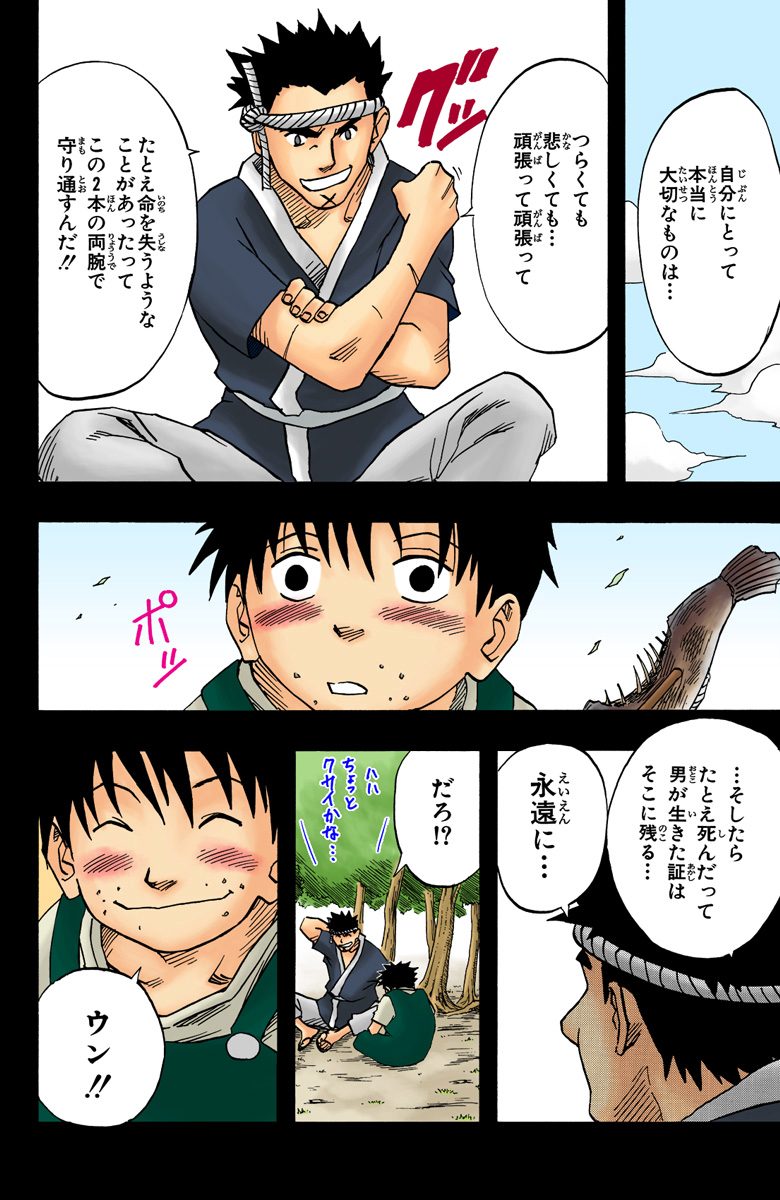 自分にとって
本当に
大切なものは…
つらくても
悲しくても…
頑張って頑張って
グッ
たとえ命を失うような
ことがあったって
この2本の両腕で
守り通すんだ!!
ポッ
…そしたら
たとえ死んだって
男が生きた証は
そこに残る…
永遠に…
だろ!?
ハハ
ちょっと
クサイかな…
ウン!!